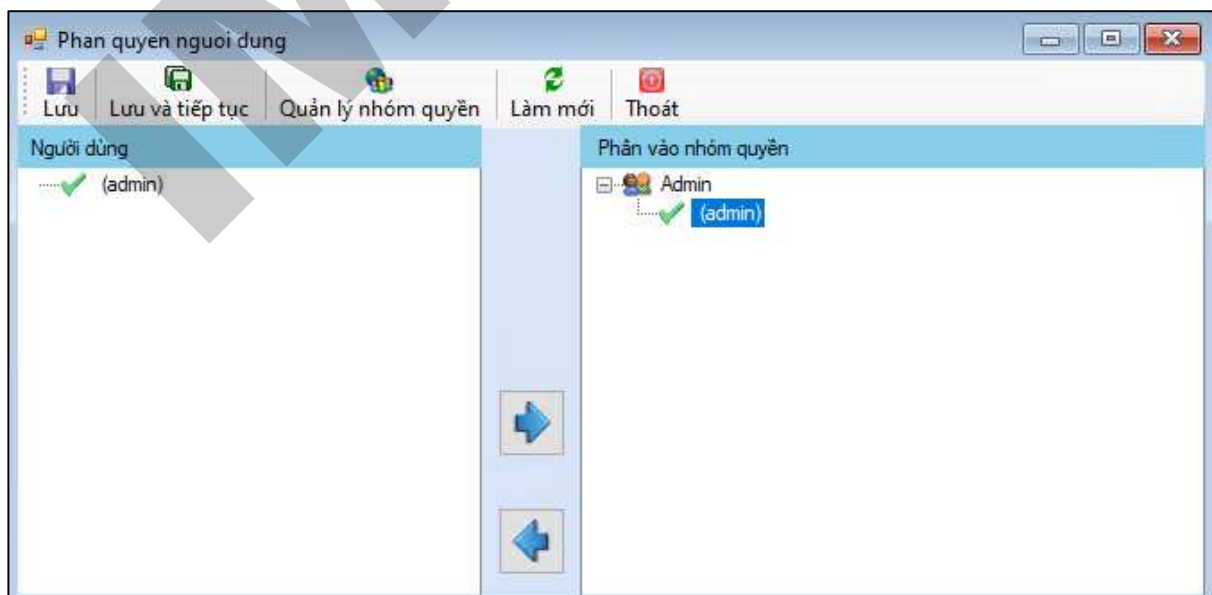 Phan quyen nguoi dung
Lưu Lưu và tiếp tục Quản lý nhóm quyền Làm mới Thoát
Người dùng Phân vào nhóm quyền
(admin) Admin
(admin)